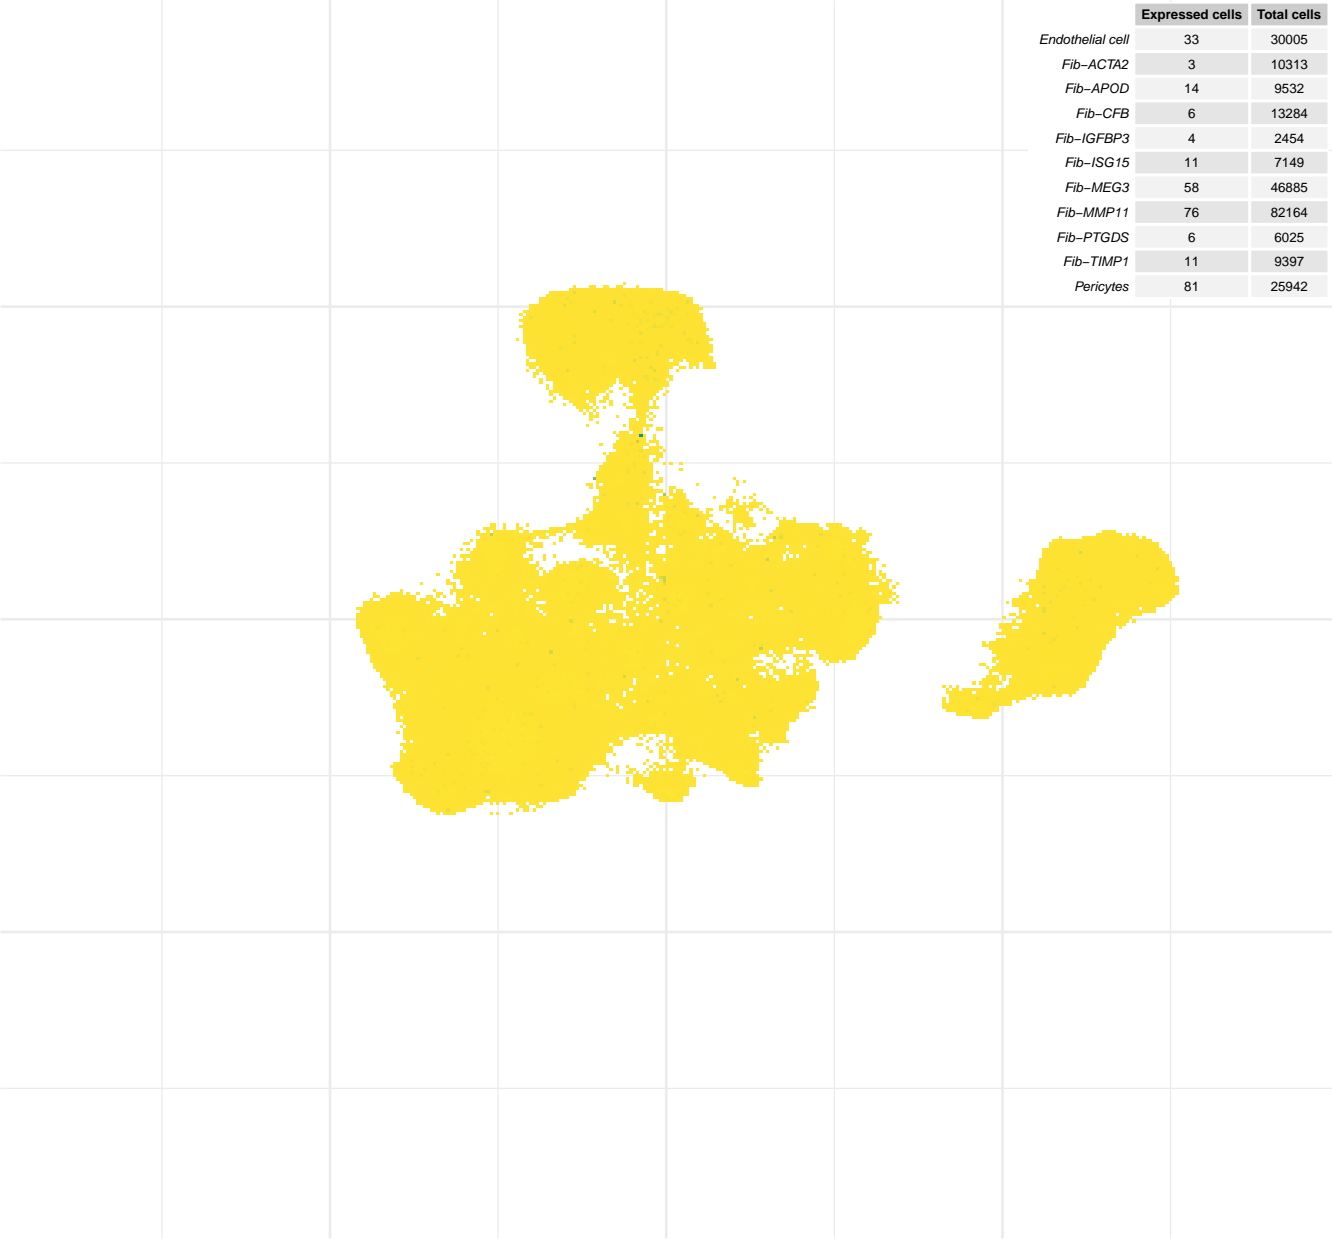 Expressed cells Total cells
Endothelial cell 33 30005
Fib−ACTA2 3 10313
Fib−APOD 14 9532
Fib−CFB 6 13284
Fib−IGFBP3 4 2454
Fib−ISG15 11 7149
Fib−MEG3 58 46885
Fib−MMP11 76 82164
Fib−PTGDS 6 6025
Fib−TIMP1 11 9397
Pericytes 81 25942